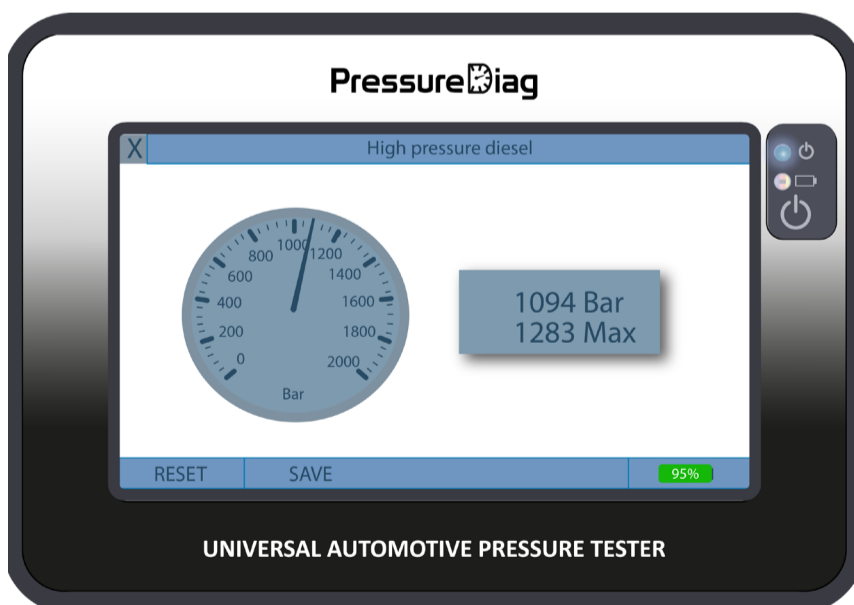 PressureDiag
X
High pressure diesel
0
200
400
600
800
1000
1200
1400
1600
1800
2000
Bar
1094 Bar
1283 Max
RESET
SAVE
95%
UNIVERSAL AUTOMOTIVE PRESSURE TESTER